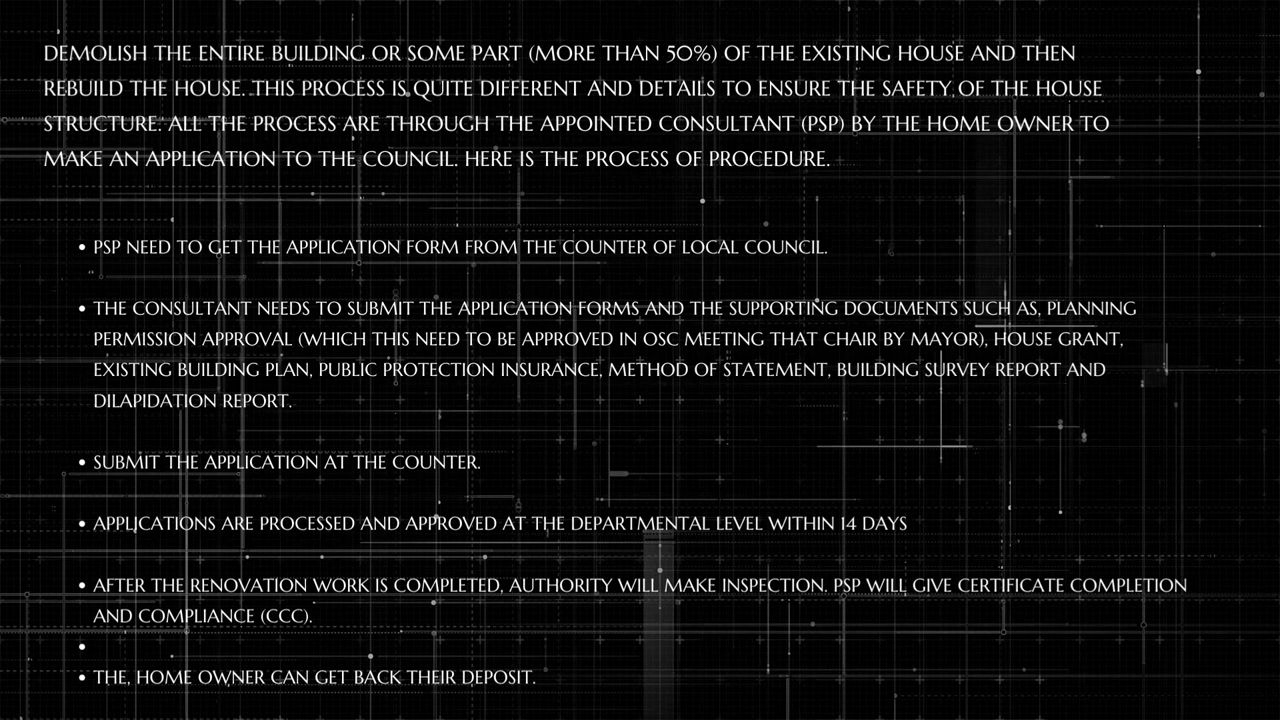 DEMOLISH THE ENTIRE BUILDING OR SOME PART (MORE THAN 50%) OF THE EXISTING HOUSE AND THEN
REBUILD THE HOUSE. THIS PROCESS IS QUITE DIFFERENT AND DETAILS TO ENSURE THE SAFETY OF THE HOUSE
STRUCTURE. ALL THE PROCESS ARE THROUGH THE APPOINTED CONSULTANT (PSP) BY THE HOME OWNER TO
MAKE AN APPLICATION TO THE COUNCIL. HERE IS THE PROCESS OF PROCEDURE.
• PSP NEED TO GET THE APPLICATION FORM FROM THE COUNTER OF LOCAL COUNCIL.
• THE CONSULTANT NEEDS TO SUBMIT THE APPLICATION FORMS AND THE SUPPORTING DOCUMENTS SUCH AS, PLANNING
PERMISSION APPROVAL (WHICH THIS NEED TO BE APPROVED IN OSC MEETING THAT CHAIR BY MAYOR), HOUSE GRANT,
EXISTING BUILDING PLAN, PUBLIC PROTECTION INSURANCE, METHOD OF STATEMENT, BUILDING SURVEY REPORT AND
DILAPIDATION REPORT.
• SUBMIT THE APPLICATION AT THE COUNTER.
• APPLICATIONS ARE PROCESSED AND APPROVED AT THE DEPARTMENTAL LEVEL WITHIN 14 DAYS
• AFTER THE RENOVATION WORK IS COMPLETED, AUTHORITY WILL MAKE INSPECTION. PSP WILL GIVE CERTIFICATE COMPLETION
AND COMPLIANCE (CCC).
•
• THE, HOME OWNER CAN GET BACK THEIR DEPOSIT.